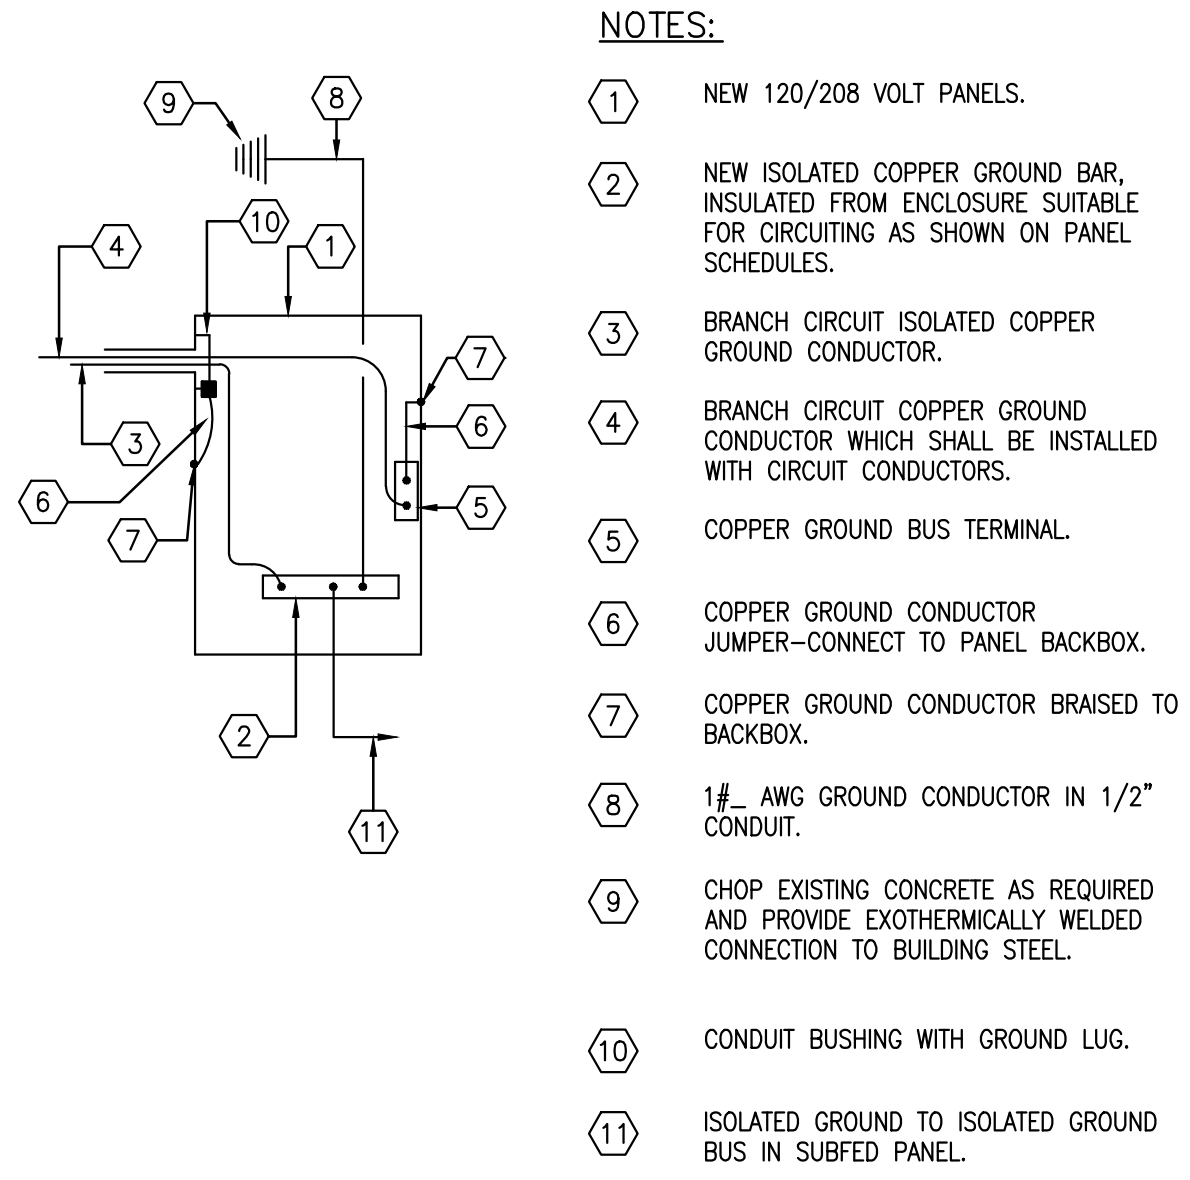 NOTES:
1 NEW 120/208 VOLT PANELS.
2 NEW ISOLATED COPPER GROUND BAR,
INSULATED FROM ENCLOSURE SUITABLE
FOR CIRCUITING AS SHOWN ON PANEL
SCHEDULES.
3 BRANCH CIRCUIT ISOLATED COPPER
GROUND CONDUCTOR.
4 BRANCH CIRCUIT COPPER GROUND
CONDUCTOR WHICH SHALL BE INSTALLED
WITH CIRCUIT CONDUCTORS.
5 COPPER GROUND BUS TERMINAL.
6 COPPER GROUND CONDUCTOR
JUMPER-CONNECT TO PANEL BACKBOX.
7 COPPER GROUND CONDUCTOR BRAISED TO
BACKBOX.
8 1#_ AWG GROUND CONDUCTOR IN 1/2"
CONDUIT.
9 CHOP EXISTING CONCRETE AS REQUIRED
AND PROVIDE EXOTHERMICALLY WELDED
CONNECTION TO BUILDING STEEL.
10 CONDUIT BUSHING WITH GROUND LUG.
11 ISOLATED GROUND TO ISOLATED GROUND
BUS IN SUBFED PANEL.
9
8
10
4
1
7
3
6
6
5
7
2
11